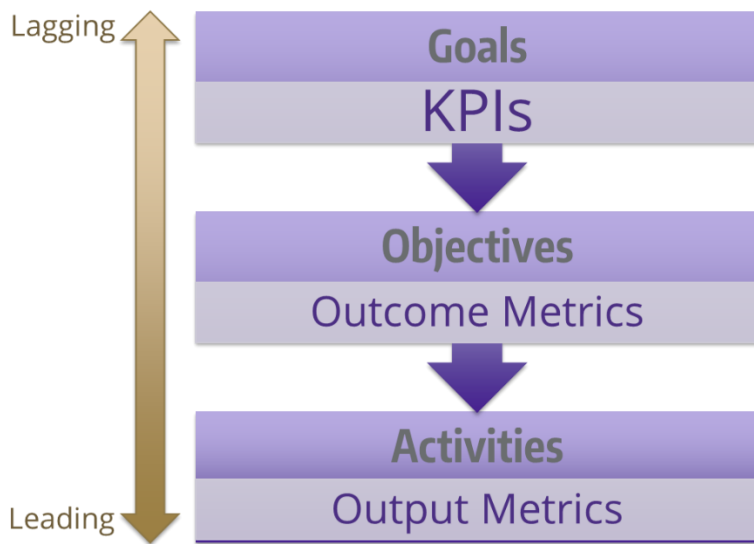 Lagging
Goals
KPIs
Objectives
Outcome Metrics
Activities
Output Metrics
Leading